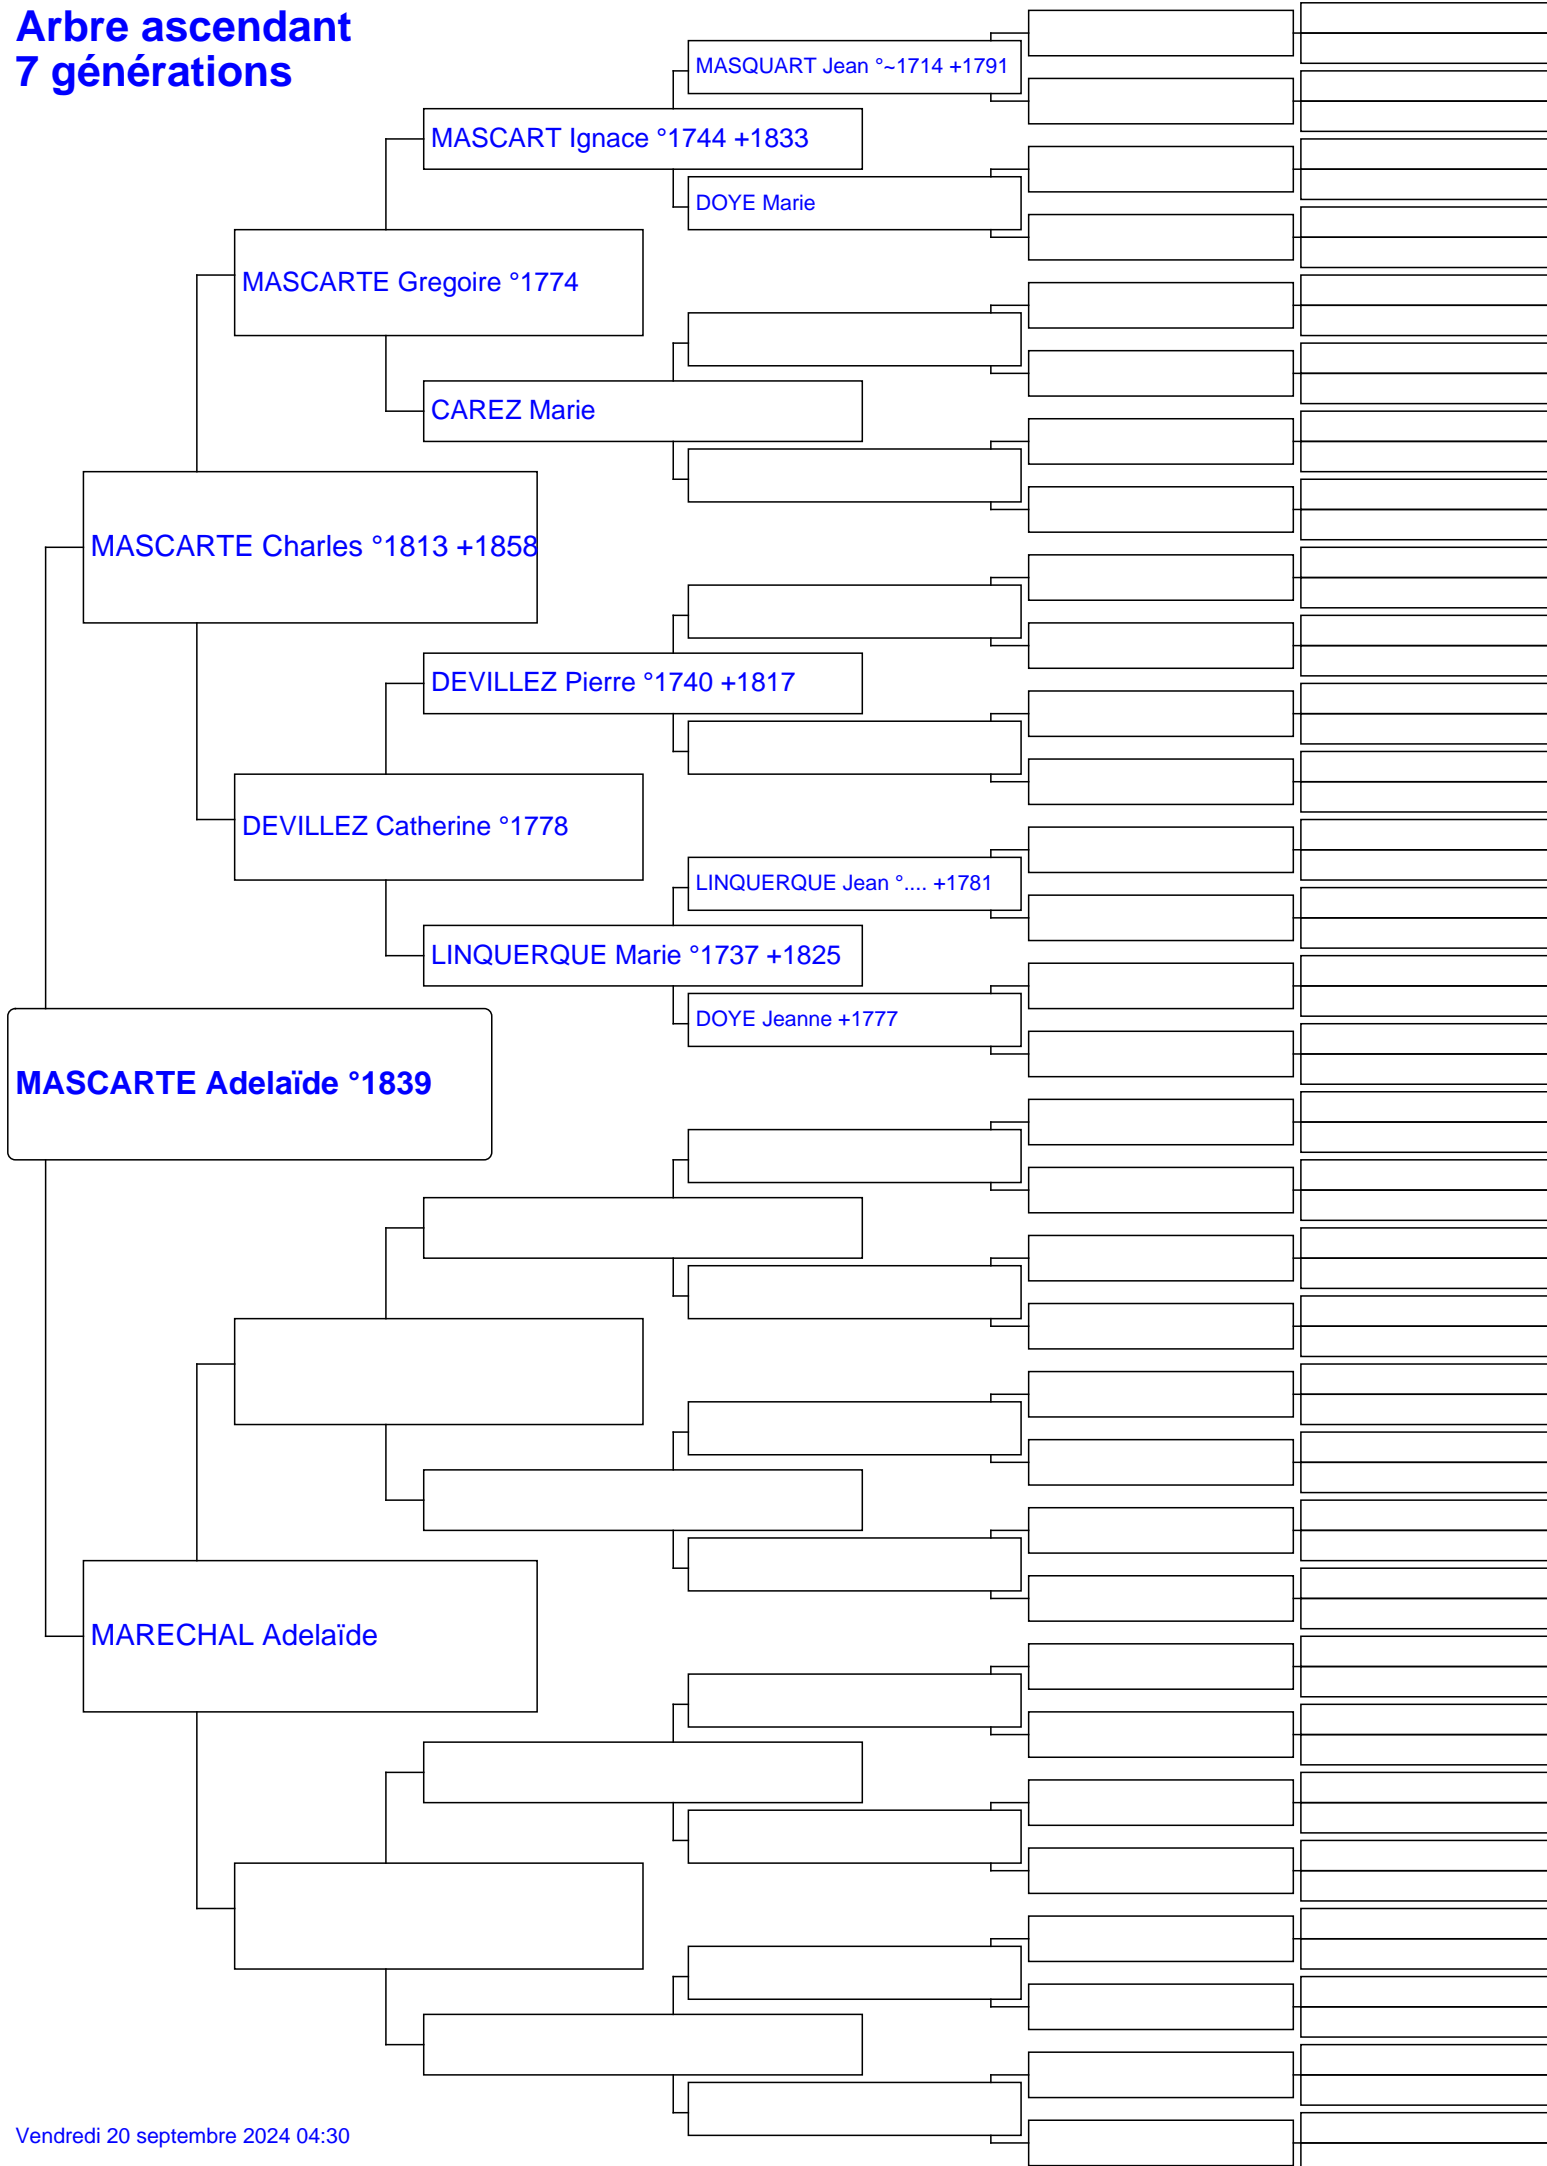 Arbre ascendant
7 générations
MASQUART Jean °~1714 +1791
MASCART Ignace °1744 +1833
DOYE Marie
MASCARTE Gregoire °1774
CAREZ Marie
MASCARTE Charles °1813 +1858
DEVILLEZ Pierre °1740 +1817
DEVILLEZ Catherine °1778
LINQUERQUE Jean °.... +1781
LINQUERQUE Marie °1737 +1825
DOYE Jeanne +1777
MASCARTE Adelaïde °1839
MARECHAL Adelaïde
Vendredi 20 septembre 2024 04:30